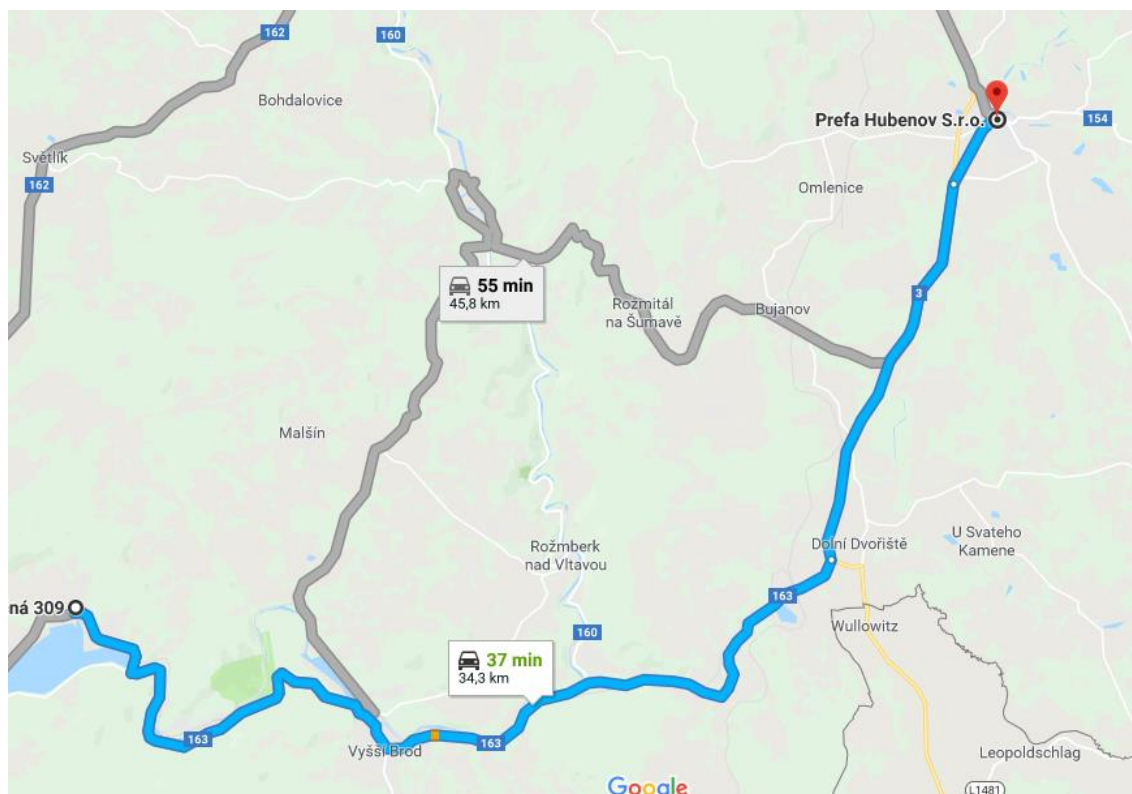 162
160
Bohdalovice
Prefa Hubenov S.r.o.
154
Světlík
162
Omlenice
55 min
45,8 km
Rožmitál
na Šumavě
Bujanov
3
Malšín
Rožmberk
nad Vltavou
Dolní Dvořiště
U Svateho
Kamene
ná 309
163
Wullowitz
160
37 min
34,3 km
163
163
Vyšší Brod
Leopoldschlag
Google
L1481